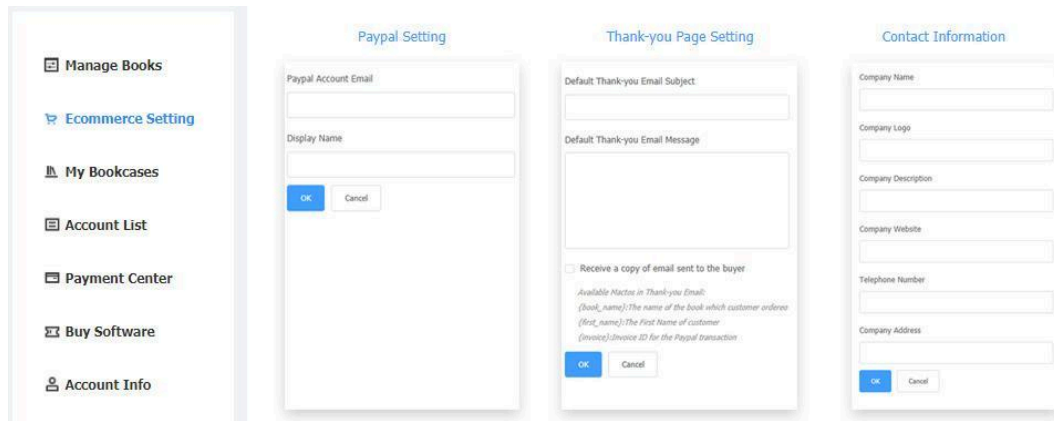 Manage Books
Ecommerce Setting
My Bookcases
Account List
Payment Center
Buy Software
Account Info
Paypal Setting
Paypal Account Email
Display Name
OK
Cancel
Thank-you Page Setting
Default Thank-you Email Subject
Default Thank-you Email Message
Receive a copy of email sent to the buyer
Available Mactos in Thank-you Email:
{book_name}:The name of the book which customer ordereo
{first_name}:The First Name of customer
{invoice}:Invoice ID for the Paypal transaction
OK
Cancel
Contact Information
Company Name
Company Logo
Company Description
Company Website
Telephone Number
Company Address
OK
Cancel